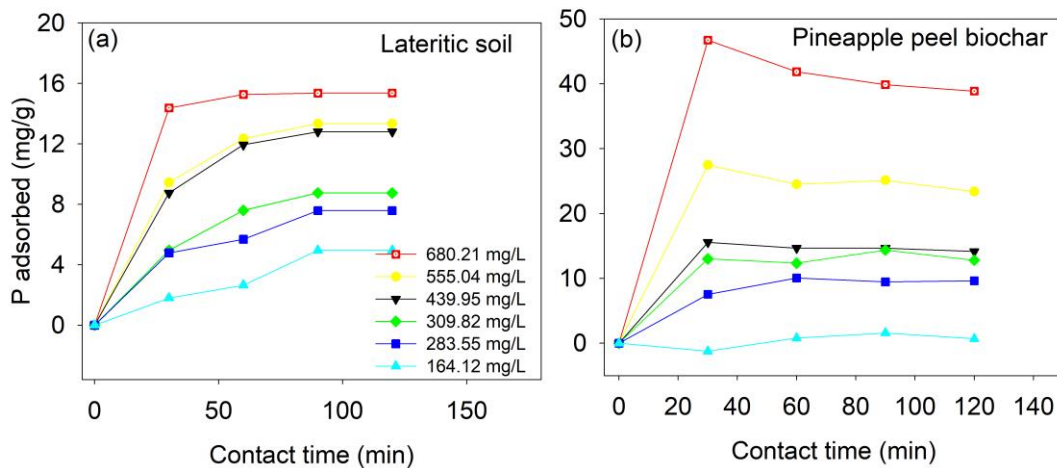 (a)
Lateritic soil
P adsorbed (mg/g)
20
16
12
8
4
0
680.21 mg/L
555.04 mg/L
439.95 mg/L
309.82 mg/L
283.55 mg/L
164.12 mg/L
0 50 100 150
Contact time (min)
(b)
Pineapple peel biochar
50
40
30
20
10
0
0 20 40 60 80 100 120 140
Contact time (min)